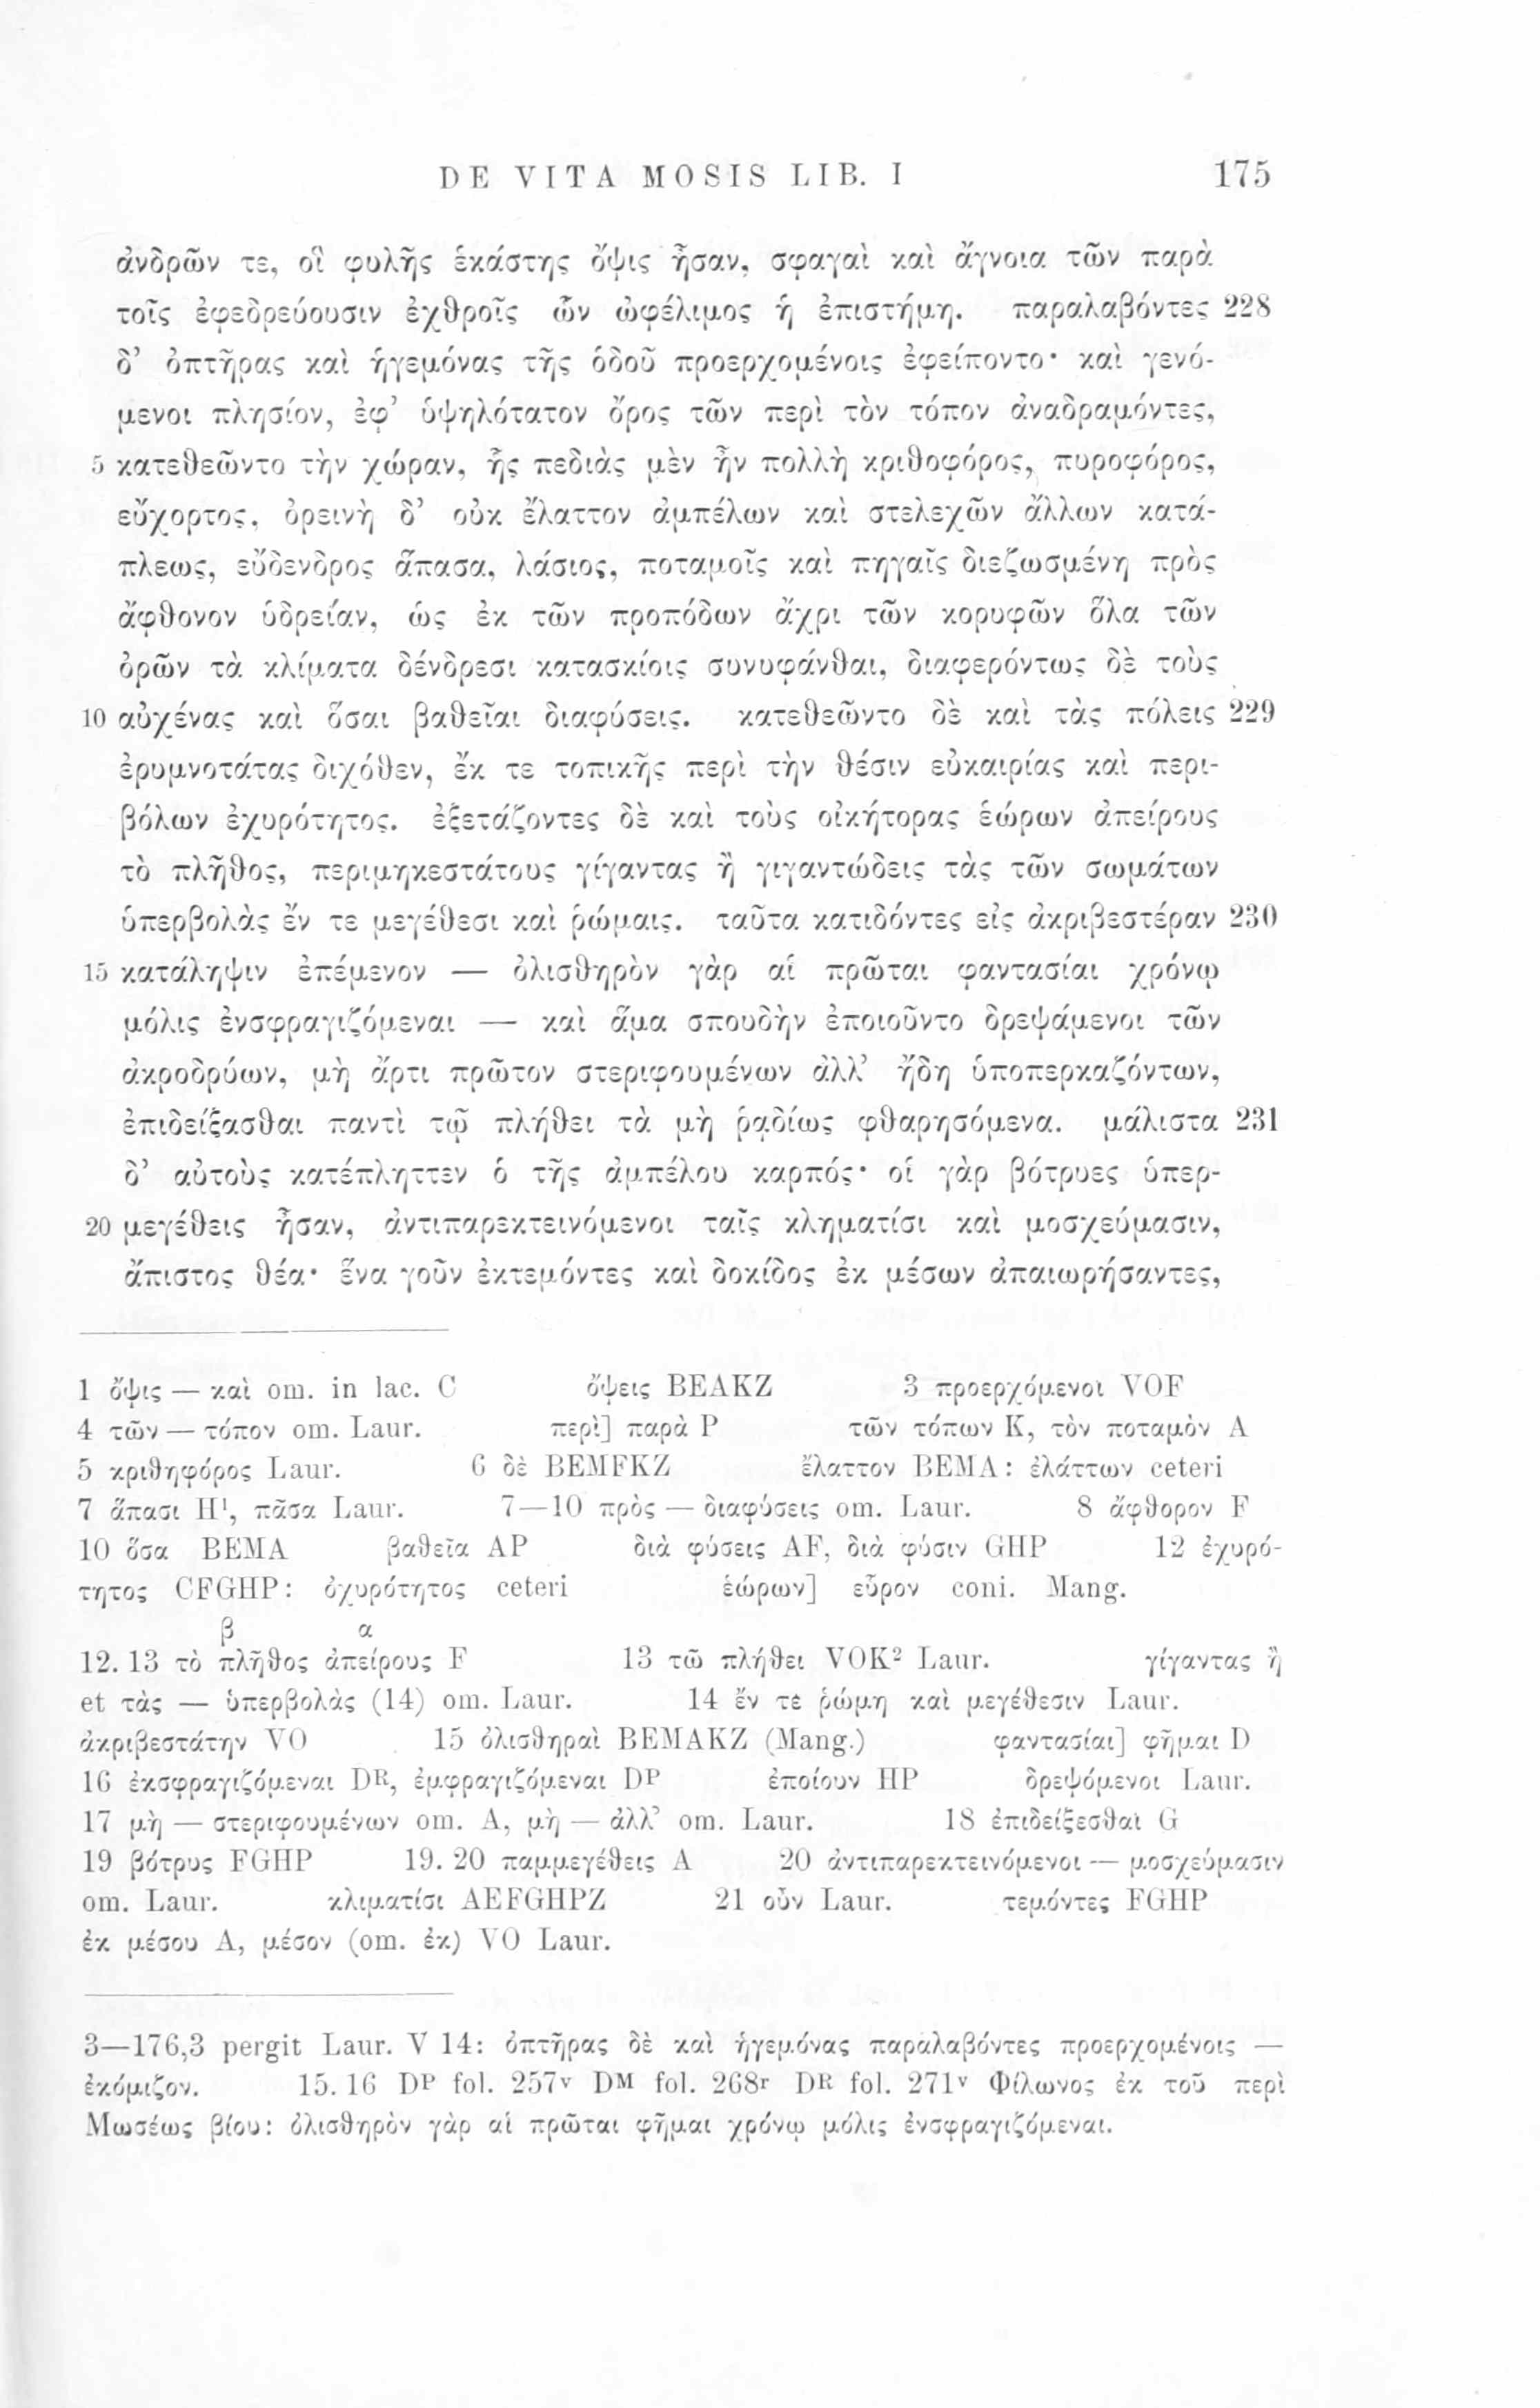 DE VITA MOSIS LIB. I 175
ἀνδρῶν τε, οἳ φυλῆς ἑκάστης ὄψις ἦσαν, σφαγαὶ καὶ ἄγνοια τῶν παρὰ
τοῖς ἐφεδρεύουσιν ἐχθροῖς ὧν ὠφέλιμος ἡ ἐπιστήμη. παραλαβόντες 228
δ’ ὀπτῆρας καὶ ἡγεμόνας τῆς ὁδοῦ προερχομένοις ἐφείποντο· καὶ γενό-
μενοι πλησίον, ἐφ’ ὑψηλότατον ὄρος τῶν περὶ τὸν τόπον ἀναδραμόντες,
5 κατεθεῶντο τὴν χώραν, ἧς πεδιὰς μὲν ἦν πολλὴ κριθοφόρος, πυροφόρος,
εὔχορτος, ὀρεινὴ δ’ οὐκ ἔλαττον ἀμπέλων καὶ στελεχῶν ἄλλων κατά-
πλεως, εὔδενδρος ἅπασα, λάσιος, ποταμοῖς καὶ πηγαῖς διεζωσμένη πρὸς
ἄφθονον ὑδρείαν, ὡς ἐκ τῶν προπόδων ἄχρι τῶν κορυφῶν ὅλα τῶν
ὀρῶν τὰ κλίματα δένδρεσι κατασκίοις συνυφάνθαι, διαφερόντως δὲ τοὺς
10 αὐχένας καὶ ὅσαι βαθεῖαι διαφύσεις. κατεθεῶντο δὲ καὶ τὰς πόλεις 229
ἐρυμνοτάτας διχόθεν, ἔκ τε τοπικῆς περὶ τὴν θέσιν εὐκαιρίας καὶ περι-
βόλων ἐχυρότητος. ἐξετάζοντες δὲ καὶ τοὺς οἰκήτορας ἑώρων ἀπείρους
τὸ πλῆθος, περιμηκεστάτους γίγαντας ἢ γιγαντώδεις τὰς τῶν σωμάτων
ὑπερβολὰς ἔν τε μεγέθεσι καὶ ῥώμαις. ταῦτα κατιδόντες εἰς ἀκριβεστέραν 230
15 κατάληψιν ἐπέμενον — ὀλισθηρὸν γὰρ αἱ πρῶται φαντασίαι χρόνῳ
μόλις ἐνσφραγιζόμεναι — καὶ ἅμα σπουδὴν ἐποιοῦντο δρεψάμενοι τῶν
ἀκροδρύων, μὴ ἄρτι πρῶτον στεριφουμένων ἀλλ’ ἤδη ὑποπερκαζόντων,
ἐπιδείξασθαι παντὶ τῷ πλήθει τὰ μὴ ῥᾳδίως φθαρησόμενα. μάλιστα 231
δ’ αὐτοὺς κατέπληττεν ὁ τῆς ἀμπέλου καρπός· οἱ γὰρ βότρυες ὑπερ-
20 μεγέθεις ἦσαν, ἀντιπαρεκτεινόμενοι ταῖς κληματίσι καὶ μοσχεύμασιν,
ἄπιστος θέα· ἕνα γοῦν ἐκτεμόντες καὶ δοκίδος ἐκ μέσων ἀπαιωρήσαντες,
1 ὄψις — καὶ om. in lac. C ὄψεις BEAKZ 3 προερχόμενοι VOF
4 τῶν — τόπον om. Laur. περὶ] παρὰ P τῶν τόπων K, τὸν ποταμὸν A
5 κριθηφόρος Laur. 6 δὲ BEMFKZ ἔλαττον BEMA: ἐλάττων ceteri
7 ἅπασι H¹, πᾶσα Laur. 7—10 πρὸς — διαφύσεις om. Laur. 8 ἄφθορον F
10 ὅσα BEMA βαθεῖα AP διὰ φύσεις AF, διὰ φύσιν GHP 12 ἐχυρό-
τητος CFGHP: ὀχυρότητος ceteri ἑώρων] εὗρον coni. Mang.
β α
12. 13 τὸ πλῆθος ἀπείρους F 13 τῶ πλήθει VOK² Laur. γίγαντας ἢ
et τὰς — ὑπερβολὰς (14) om. Laur. 14 ἔν τε ῥώμη καὶ μεγέθεσιν Laur.
ἀκριβεστάτην VO 15 ὀλισθηραὶ BEMAKZ (Mang.) φαντασίαι] φῆμαι D
16 ἐκσφραγιζόμεναι Dᴿ, ἐμφραγιζόμεναι Dᴾ ἐποίουν HP δρεψόμενοι Laur.
17 μὴ — στεριφουμένων om. A, μὴ — ἀλλ’ om. Laur. 18 ἐπιδείξεσθαι G
19 βότρυς FGHP 19. 20 παμμεγέθεις A 20 ἀντιπαρεκτεινόμενοι — μοσχεύμασιν
om. Laur. κλιματίσι AEFGHPZ 21 οὖν Laur. τεμόντες FGHP
ἐκ μέσου A, μέσον (om. ἐκ) VO Laur.
3—176,3 pergit Laur. V 14: ὀπτῆρας δὲ καὶ ἡγεμόνας παραλαβόντες προερχομένοις —
ἐκόμιζον. 15. 16 Dᴾ fol. 257ᵛ Dᴹ fol. 268ʳ Dᴿ fol. 271ᵛ Φίλωνος ἐκ τοῦ περὶ
Μωσέως βίου: ὀλισθηρὸν γὰρ αἱ πρῶται φῆμαι χρόνῳ μόλις ἐνσφραγιζόμεναι.